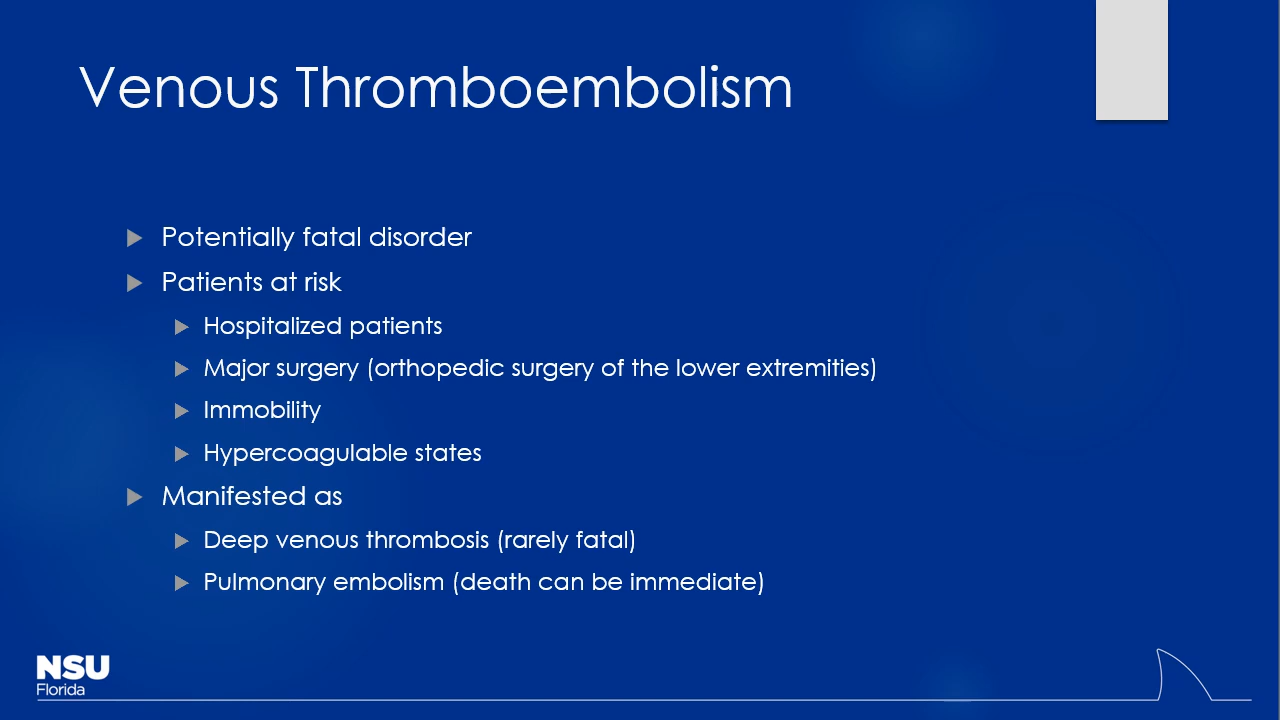 Venous Thromboembolism
Potentially fatal disorder
Patients at risk
Hospitalized patients
Major surgery (orthopedic surgery of the lower extremities)
Immobility
Hypercoagulable states
Manifested as
Deep venous thrombosis (rarely fatal)
Pulmonary embolism (death can be immediate)
NSU
Florida